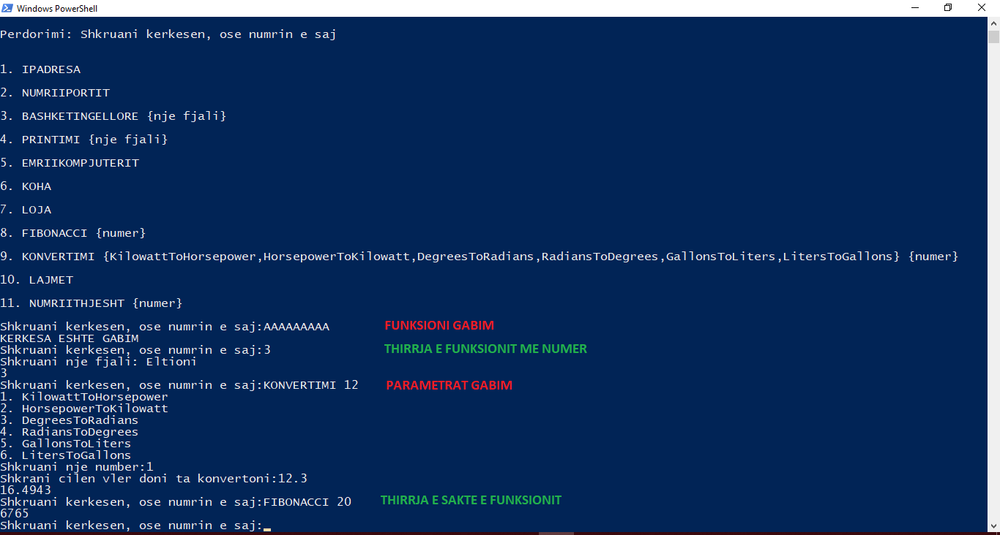 Windows PowerShell
Perdorimi: Shkruani kerkesen, ose numrin e saj
1. IPADRESA
2. NUMRIIPORTIT
3. BASHKETINGELLORE {nje fjali}
4. PRINTIMI {nje fjali}
5. EMRIIKOMPJUTERIT
6. KOHA
7. LOJA
8. FIBONACCI {numer}
9. KONVERTIMI {KilowattToHorsepower,HorsepowerToKilowatt,DegreesToRadians,RadiansToDegrees,GallonsToLiters,LitersToGallons} {numer}
10. LAJMET
11. NUMRIITHJESHT {numer}
Shkruani kerkesen, ose numrin e saj:AAAAAAAAA FUNKSIONI GABIM
KERKESA ESHTE GABIM
Shkruani kerkesen, ose numrin e saj:3 THIRRJA E FUNKSIONIT ME NUMER
Shkruani nje fjali: Eltioni
3
Shkruani kerkesen, ose numrin e saj:KONVERTIMI 12 PARAMETRAT GABIM
1. KilowattToHorsepower
2. HorsepowerToKilowatt
3. DegreesToRadians
4. RadiansToDegrees
5. GallonsToLiters
6. LitersToGallons
Shkruani nje number:1
Shkrani cilen vler doni ta konvertoni:12.3
16.4943
Shkruani kerkesen, ose numrin e saj:FIBONACCI 20 THIRRJA E SAKTE E FUNKSIONIT
6765
Shkruani kerkesen, ose numrin e saj: